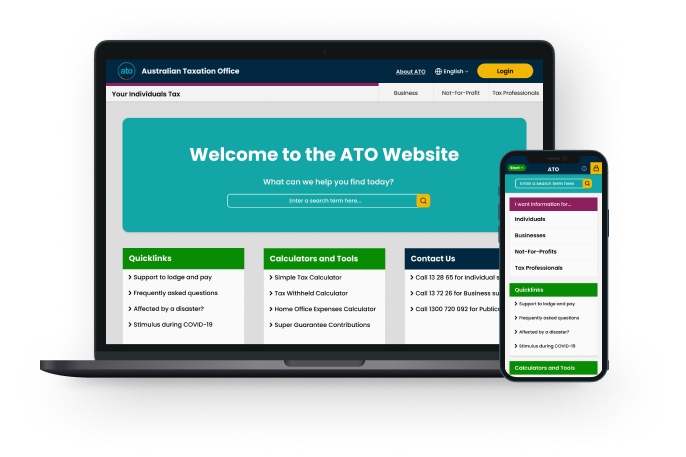 ato
Australian Taxation Office
About ATO
English
Login
Your Individuals Tax
Business
Not-For-Profit
Tax Professionals
Welcome to the ATO Website
What can we help you find today?
Enter a search term here...
Quicklinks
Support to lodge and pay
Frequently asked questions
Affected by a disaster?
Stimulus during COVID-19
Calculators and Tools
Simple Tax Calculator
Tax Withheld Calculator
Home Office Expenses Calculator
Super Guarantee Contributions
Contact Us
Call 13 28 65 for Individual s
Call 13 72 26 for Business su
Call 1300 720 092 for Public
ATO
Enter a search term here
I want information for...
Individuals
Businesses
Not-For-Profits
Tax Professionals
Quicklinks
Support to lodge and pay
Frequently asked questions
Affected by a disaster?
Stimulus during COVID-19
Calculators and Tools